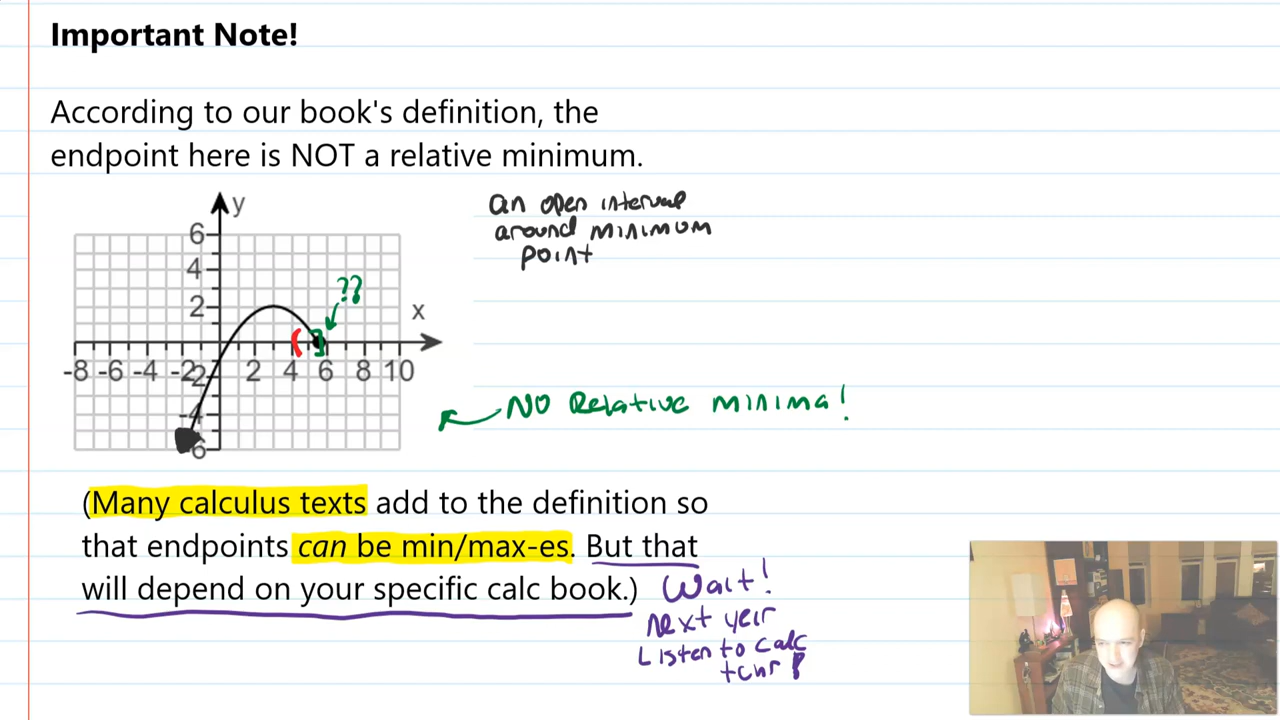 Important Note!
According to our book's definition, the
endpoint here is NOT a relative minimum.
an open interval
around minimum
point
y
6
4
2
??
x
-8 -6 -4 -2 2 4 6 8 10
-2
-4
-6
No Relative minima!
(Many calculus texts add to the definition so
that endpoints can be min/max-es. But that
will depend on your specific calc book.)
Wait!
next year
Listen to calc
tchr!